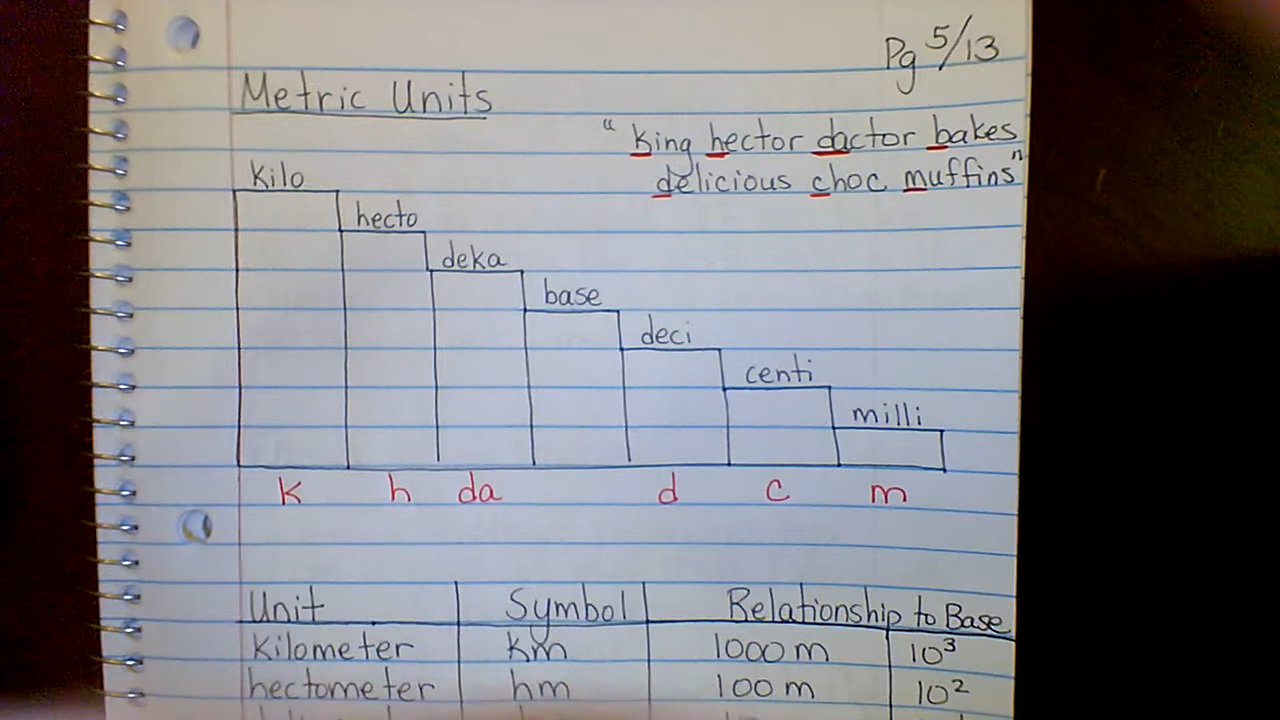 Pg 5/13
Metric Units
"King hector dactor bakes
delicious choc muffins"
Kilo
hecto
deka
base
deci
centi
milli
k h da d c m
Unit Symbol Relationship to Base
Kilometer km 1000 m 10³
hectometer hm 100 m 10²